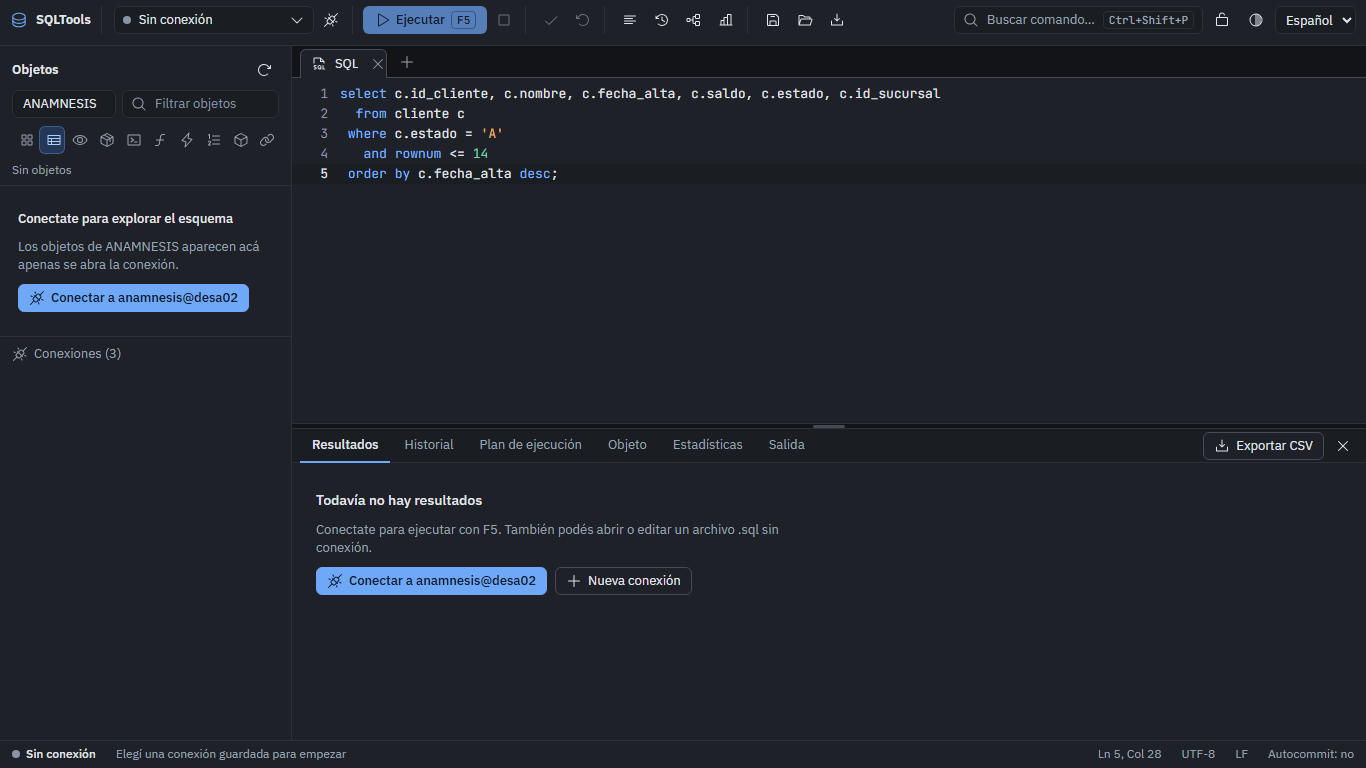 SQLTools
Sin conexión
Ejecutar F5
Buscar comando... Ctrl+Shift+P
Español
Objetos
ANAMNESIS
Filtrar objetos
Sin objetos
Conectate para explorar el esquema
Los objetos de ANAMNESIS aparecen acá
apenas se abra la conexión.
Conectar a anamnesis@desa02
Conexiones (3)
SQL
1 select c.id_cliente, c.nombre, c.fecha_alta, c.saldo, c.estado, c.id_sucursal
2 from cliente c
3 where c.estado = 'A'
4 and rownum <= 14
5 order by c.fecha_alta desc;
Resultados Historial Plan de ejecución Objeto Estadísticas Salida
Exportar CSV
Todavía no hay resultados
Conectate para ejecutar con F5. También podés abrir o editar un archivo .sql sin
conexión.
Conectar a anamnesis@desa02
Nueva conexión
Sin conexión Elegí una conexión guardada para empezar
Ln 5, Col 28 UTF-8 LF Autocommit: no